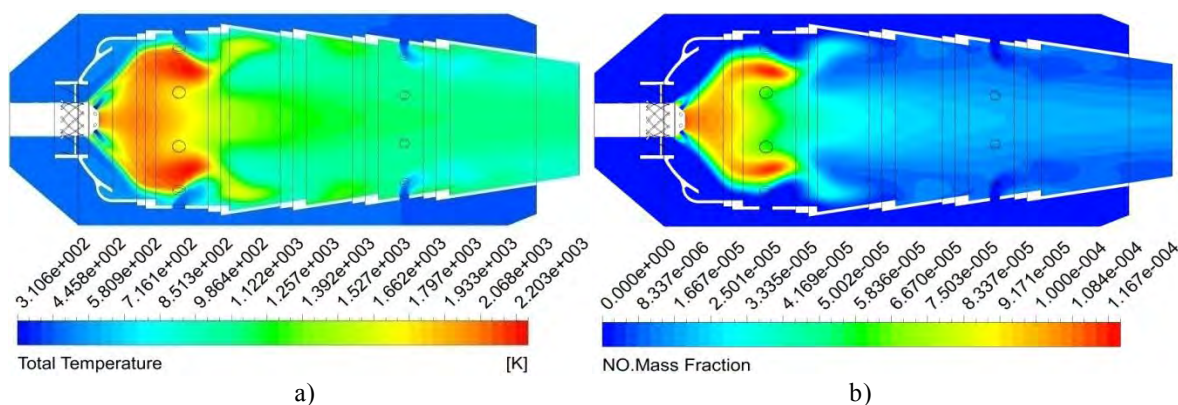 3.106e+002
4.458e+002
5.809e+002
7.161e+002
8.513e+002
9.864e+002
1.122e+003
1.257e+003
1.392e+003
1.527e+003
1.662e+003
1.797e+003
1.933e+003
2.068e+003
2.203e+003
Total Temperature [K]
a)
0.000e+000
8.337e-006
1.667e-005
2.501e-005
3.335e-005
4.169e-005
5.002e-005
5.836e-005
6.670e-005
7.503e-005
8.337e-005
9.171e-005
1.000e-004
1.084e-004
1.167e-004
NO.Mass Fraction
b)